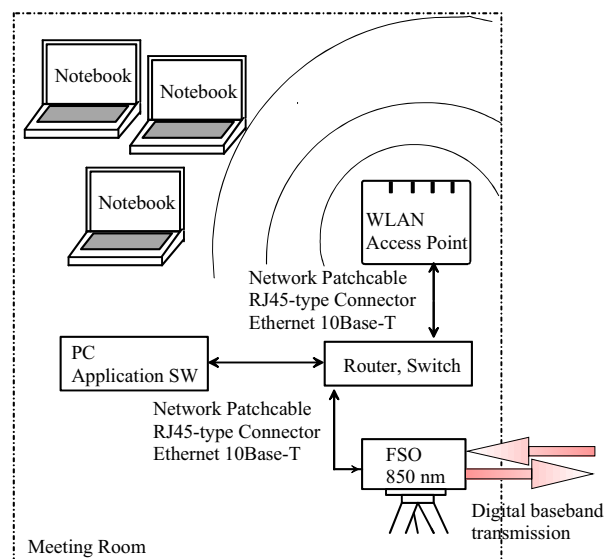 Notebook
Notebook
Notebook
WLAN
Access Point
Network Patchcable
RJ45-type Connector
Ethernet 10Base-T
PC
Application SW
Router, Switch
Network Patchcable
RJ45-type Connector
Ethernet 10Base-T
FSO
850 nm
Digital baseband
transmission
Meeting Room